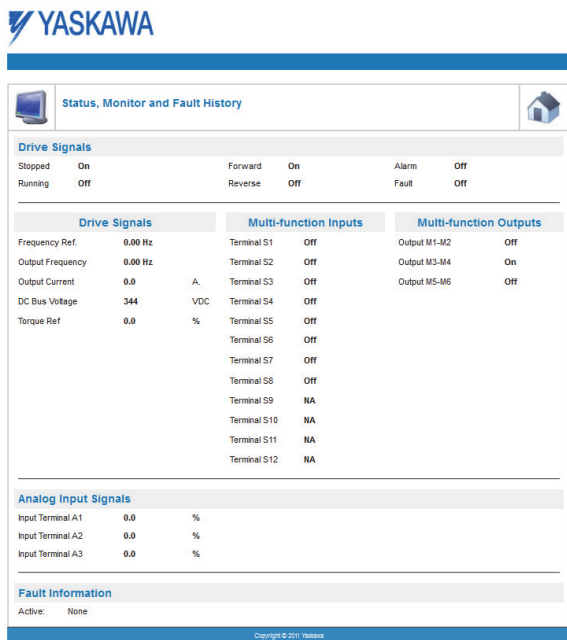 YASKAWA
Status, Monitor and Fault History
Drive Signals
Stopped On Forward On Alarm Off
Running Off Reverse Off Fault Off
Drive Signals Multi-function Inputs Multi-function Outputs
Frequency Ref. 0.00 Hz Terminal S1 Off Output M1-M2 Off
Output Frequency 0.00 Hz Terminal S2 Off Output M3-M4 On
Output Current 0.0 A. Terminal S3 Off Output M5-M6 Off
DC Bus Voltage 344 VDC Terminal S4 Off
Torque Ref 0.0 % Terminal S5 Off
Terminal S6 Off
Terminal S7 Off
Terminal S8 Off
Terminal S9 NA
Terminal S10 NA
Terminal S11 NA
Terminal S12 NA
Analog Input Signals
Input Terminal A1 0.0 %
Input Terminal A2 0.0 %
Input Terminal A3 0.0 %
Fault Information
Active: None
Copyright © 2011 Yaskawa